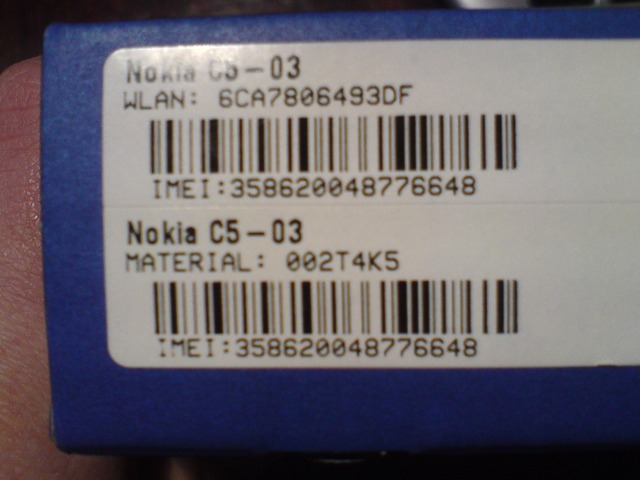 Nokia C5-03
WLAN: 6CA7806493DF
IMEI:358620048776648
Nokia C5-03
MATERIAL: 002T4K5
IMEI:358620048776648